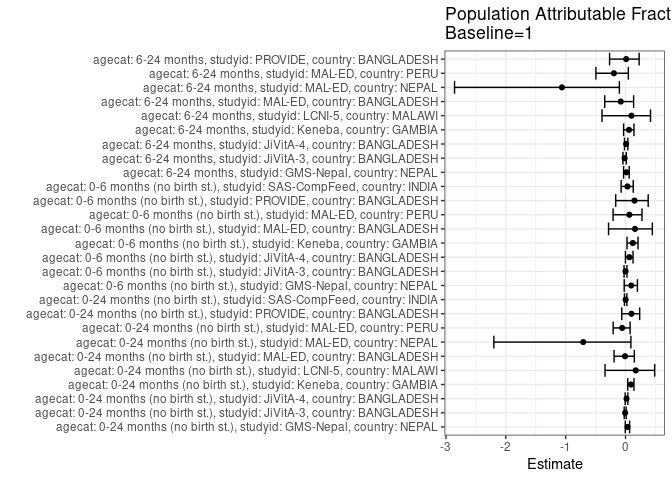 Population Attributable Fract
Baseline=1
agecat: 6-24 months, studyid: PROVIDE, country: BANGLADESH
agecat: 6-24 months, studyid: MAL-ED, country: PERU
agecat: 6-24 months, studyid: MAL-ED, country: NEPAL
agecat: 6-24 months, studyid: MAL-ED, country: BANGLADESH
agecat: 6-24 months, studyid: LCNI-5, country: MALAWI
agecat: 6-24 months, studyid: Keneba, country: GAMBIA
agecat: 6-24 months, studyid: JiVitA-4, country: BANGLADESH
agecat: 6-24 months, studyid: JiVitA-3, country: BANGLADESH
agecat: 6-24 months, studyid: GMS-Nepal, country: NEPAL
agecat: 0-6 months (no birth st.), studyid: SAS-CompFeed, country: INDIA
agecat: 0-6 months (no birth st.), studyid: PROVIDE, country: BANGLADESH
agecat: 0-6 months (no birth st.), studyid: MAL-ED, country: PERU
agecat: 0-6 months (no birth st.), studyid: MAL-ED, country: BANGLADESH
agecat: 0-6 months (no birth st.), studyid: Keneba, country: GAMBIA
agecat: 0-6 months (no birth st.), studyid: JiVitA-4, country: BANGLADESH
agecat: 0-6 months (no birth st.), studyid: JiVitA-3, country: BANGLADESH
agecat: 0-6 months (no birth st.), studyid: GMS-Nepal, country: NEPAL
agecat: 0-24 months (no birth st.), studyid: SAS-CompFeed, country: INDIA
agecat: 0-24 months (no birth st.), studyid: PROVIDE, country: BANGLADESH
agecat: 0-24 months (no birth st.), studyid: MAL-ED, country: PERU
agecat: 0-24 months (no birth st.), studyid: MAL-ED, country: NEPAL
agecat: 0-24 months (no birth st.), studyid: MAL-ED, country: BANGLADESH
agecat: 0-24 months (no birth st.), studyid: LCNI-5, country: MALAWI
agecat: 0-24 months (no birth st.), studyid: Keneba, country: GAMBIA
agecat: 0-24 months (no birth st.), studyid: JiVitA-4, country: BANGLADESH
agecat: 0-24 months (no birth st.), studyid: JiVitA-3, country: BANGLADESH
agecat: 0-24 months (no birth st.), studyid: GMS-Nepal, country: NEPAL
-3 -2 -1 0
Estimate